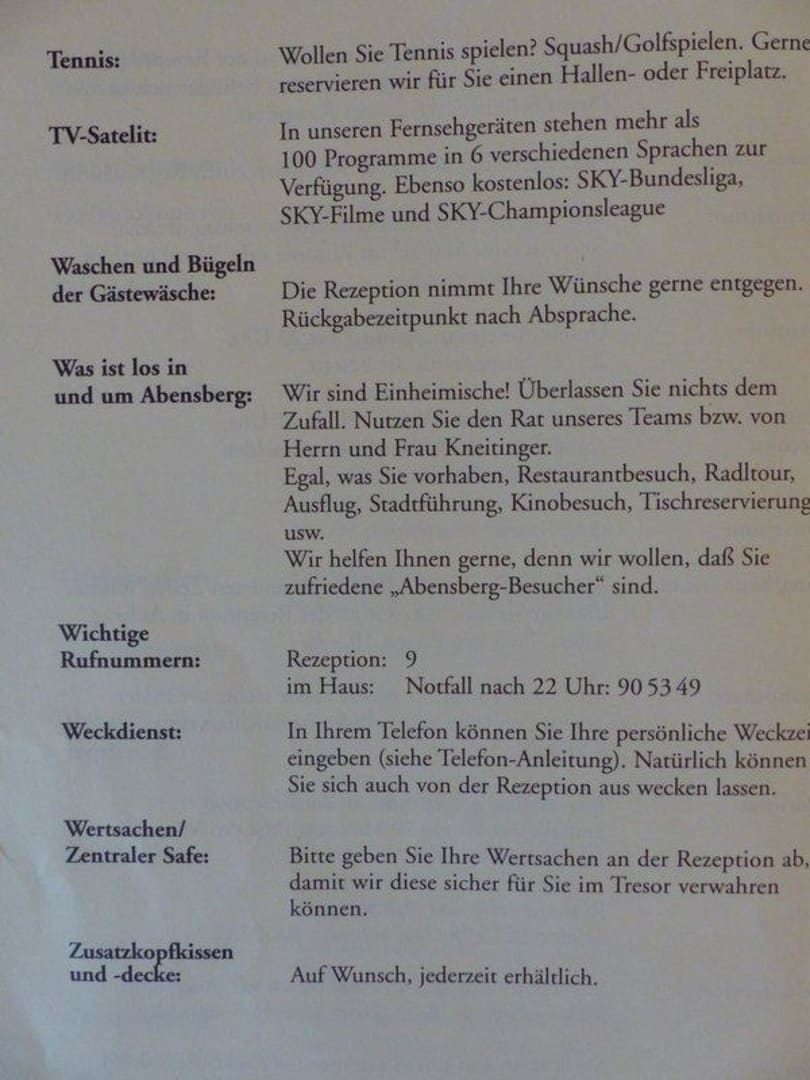 Tennis: Wollen Sie Tennis spielen? Squash/Golfspielen. Gerne
reservieren wir für Sie einen Hallen- oder Freiplatz.
TV-Satelit: In unseren Fernsehgeräten stehen mehr als
100 Programme in 6 verschiedenen Sprachen zur
Verfügung. Ebenso kostenlos: SKY-Bundesliga,
SKY-Filme und SKY-Championsleague
Waschen und Bügeln
der Gästewäsche: Die Rezeption nimmt Ihre Wünsche gerne entgegen.
Rückgabezeitpunkt nach Absprache.
Was ist los in
und um Abensberg: Wir sind Einheimische! Überlassen Sie nichts dem
Zufall. Nutzen Sie den Rat unseres Teams bzw. von
Herrn und Frau Kneitinger.
Egal, was Sie vorhaben, Restaurantbesuch, Radltour,
Ausflug, Stadtführung, Kinobesuch, Tischreservierung
usw.
Wir helfen Ihnen gerne, denn wir wollen, daß Sie
zufriedene „Abensberg-Besucher“ sind.
Wichtige
Rufnummern: Rezeption: 9
im Haus: Notfall nach 22 Uhr: 90 53 49
Weckdienst: In Ihrem Telefon können Sie Ihre persönliche Weckzei
eingeben (siehe Telefon-Anleitung). Natürlich können
Sie sich auch von der Rezeption aus wecken lassen.
Wertsachen/
Zentraler Safe: Bitte geben Sie Ihre Wertsachen an der Rezeption ab,
damit wir diese sicher für Sie im Tresor verwahren
können.
Zusatzkopfkissen
und -decke: Auf Wunsch, jederzeit erhältlich.